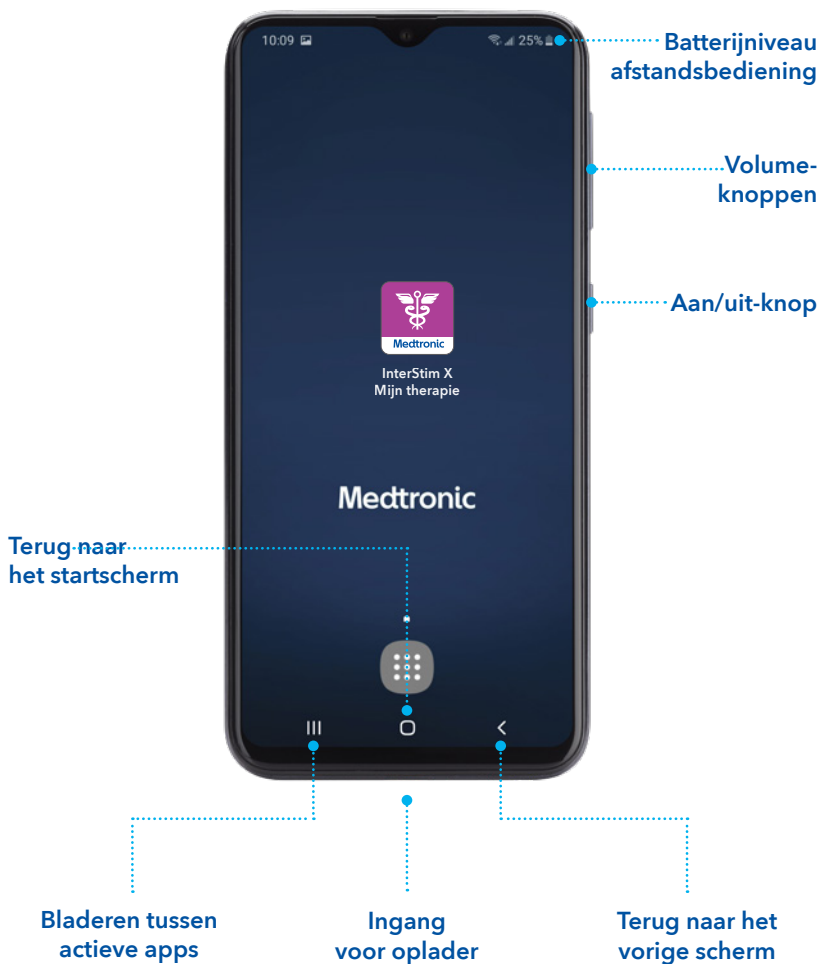 10:09
25%
Batterijniveau
afstandsbediening
Volume-
knoppen
Aan/uit-knop
Medtronic
InterStim X
Mijn therapie
Medtronic
Terug naar
het startscherm
Bladeren tussen
actieve apps
Ingang
voor oplader
Terug naar het
vorige scherm